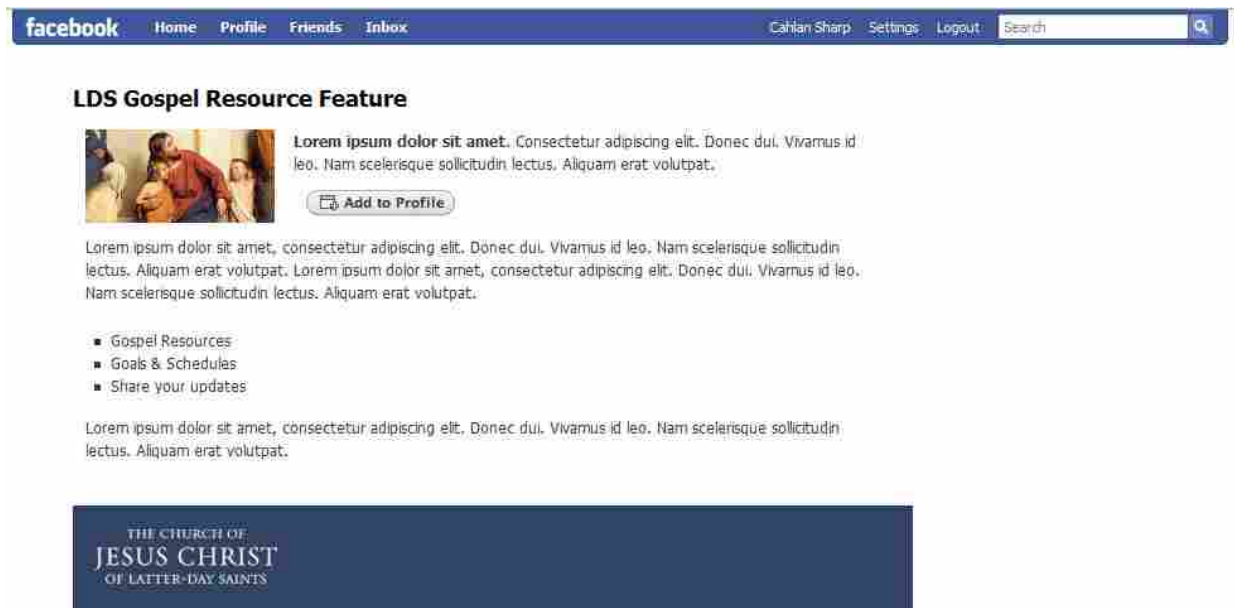 facebook Home Profile Friends Inbox Cahlan Sharp Settings Logout Search
LDS Gospel Resource Feature
Lorem ipsum dolor sit amet. Consectetur adipiscing elit. Donec dui. Vivamus id
leo. Nam scelerisque sollicitudin lectus. Aliquam erat volutpat.
Add to Profile
Lorem ipsum dolor sit amet, consectetur adipiscing elit. Donec dui. Vivamus id leo. Nam scelerisque sollicitudin
lectus. Aliquam erat volutpat. Lorem ipsum dolor sit amet, consectetur adipiscing elit. Donec dui. Vivamus id leo.
Nam scelerisque sollicitudin lectus. Aliquam erat volutpat.
Gospel Resources
Goals & Schedules
Share your updates
Lorem ipsum dolor sit amet, consectetur adipiscing elit. Donec dui. Vivamus id leo. Nam scelerisque sollicitudin
lectus. Aliquam erat volutpat.
THE CHURCH OF
JESUS CHRIST
OF LATTER-DAY SAINTS